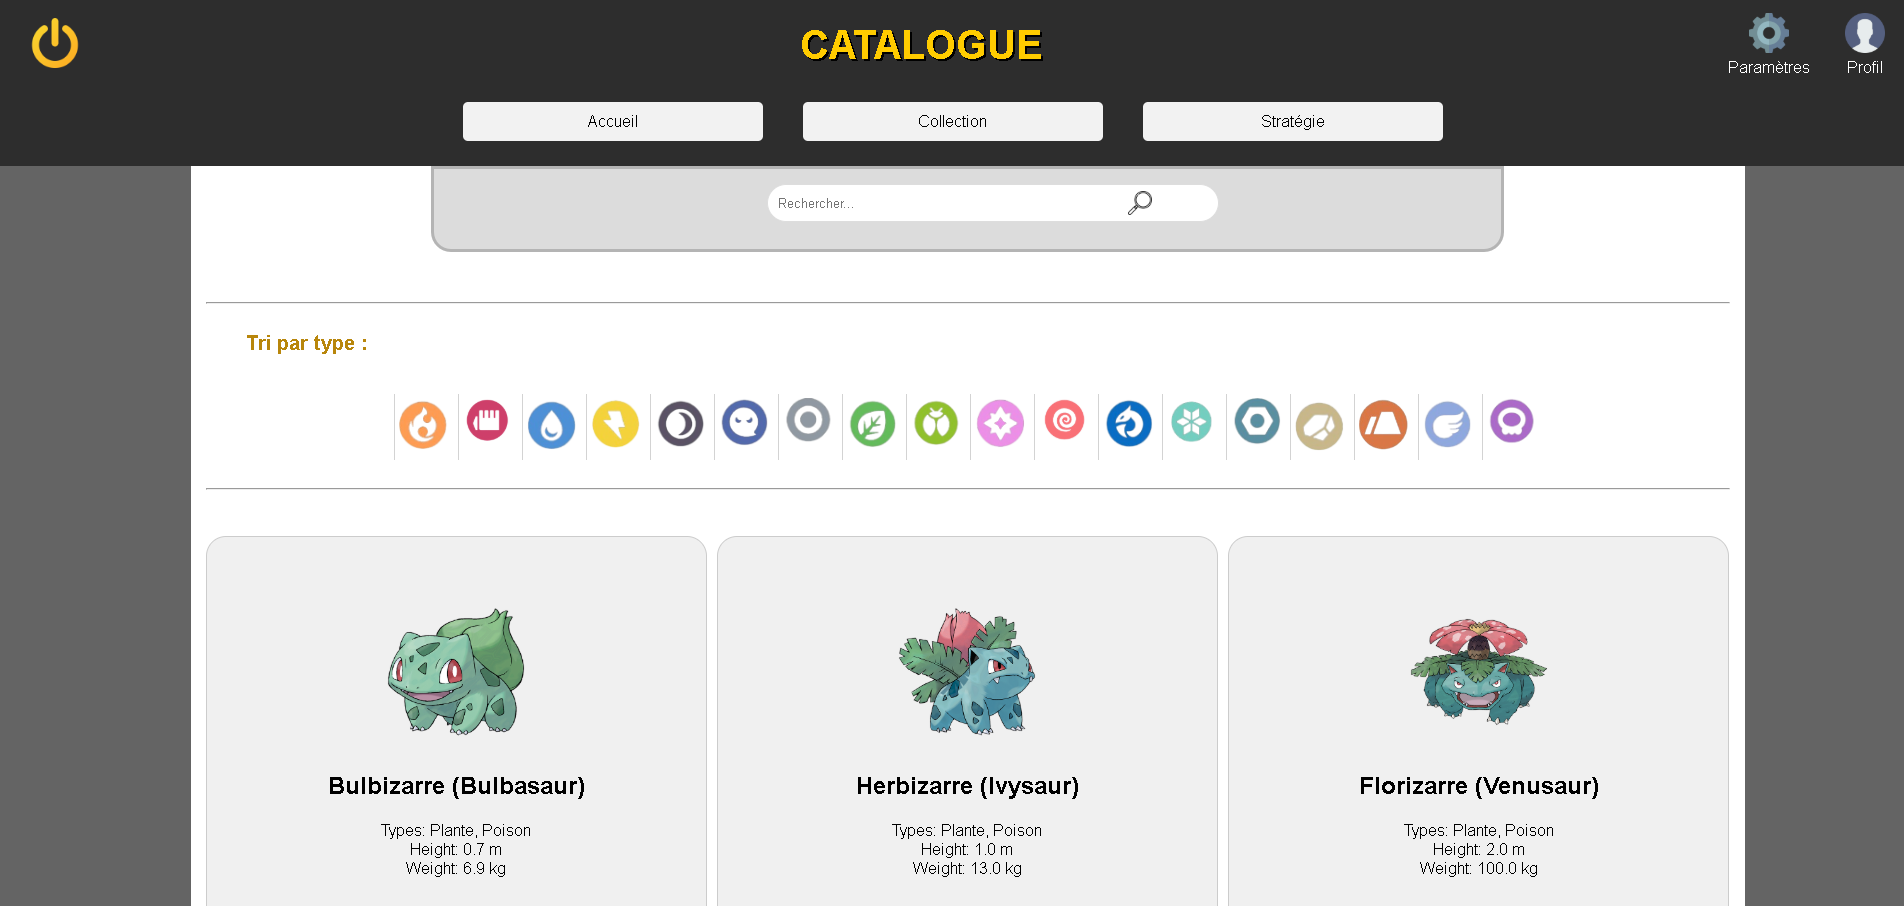 CATALOGUE
Paramètres
Profil
Accueil
Collection
Stratégie
Rechercher...
Tri par type :
Bulbizarre (Bulbasaur)
Types: Plante, Poison
Height: 0.7 m
Weight: 6.9 kg
Herbizarre (Ivysaur)
Types: Plante, Poison
Height: 1.0 m
Weight: 13.0 kg
Florizarre (Venusaur)
Types: Plante, Poison
Height: 2.0 m
Weight: 100.0 kg